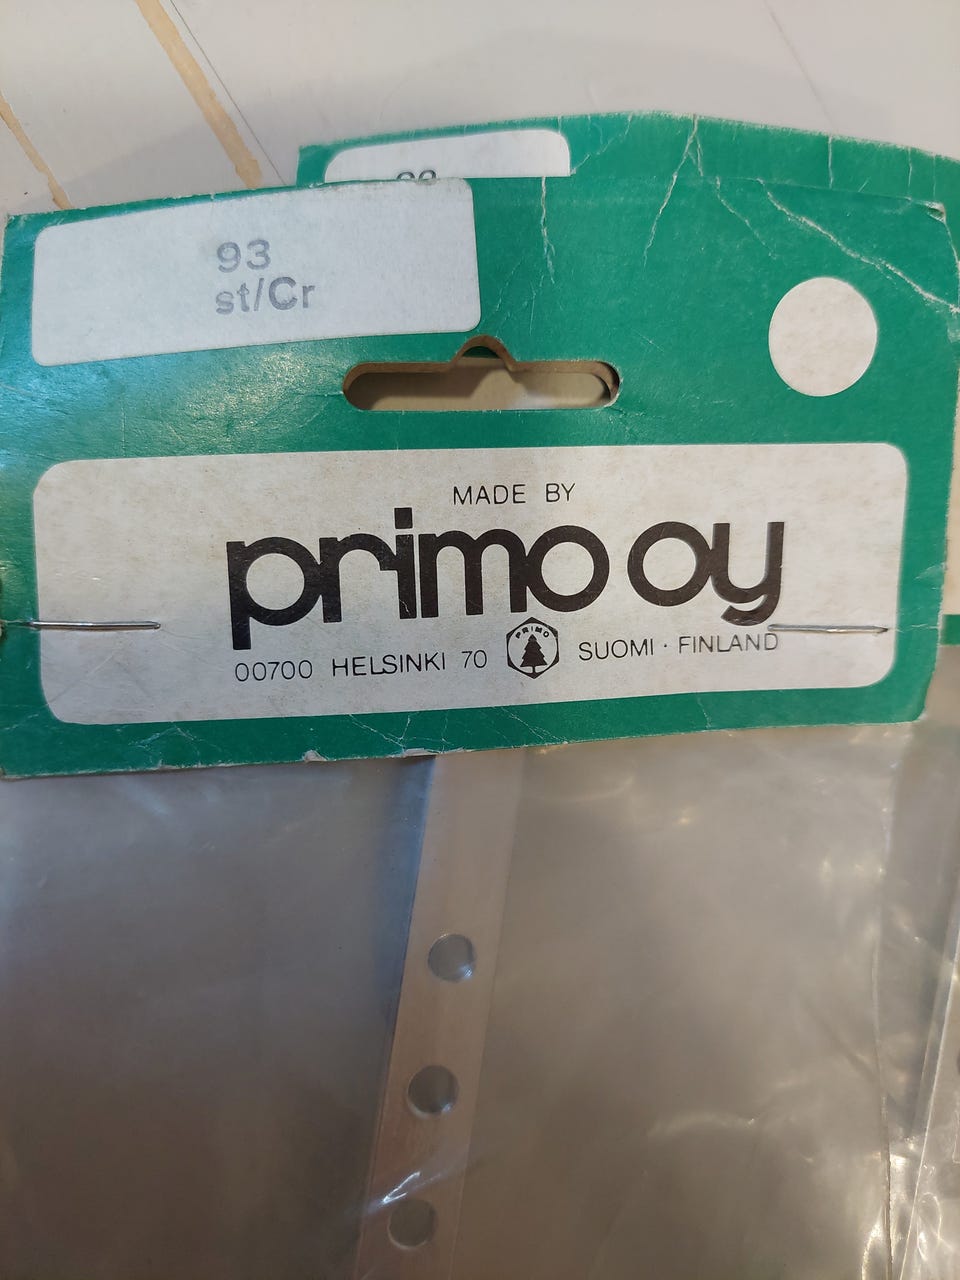 93
st/Cr
MADE BY
primo oy
PRIMO
00700 HELSINKI 70 SUOMI · FINLAND